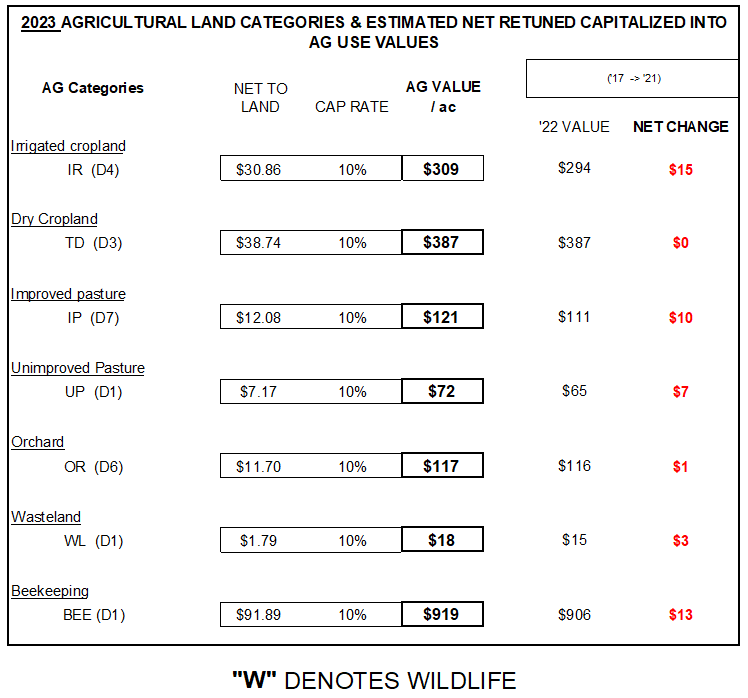 2023 AGRICULTURAL LAND CATEGORIES & ESTIMATED NET RETUNED CAPITALIZED INTO
AG USE VALUES
('17 -> '21)
AG Categories NET TO LAND CAP RATE AG VALUE / ac '22 VALUE NET CHANGE
Irrigated cropland
IR (D4) $30.86 10% $309 $294 $15
Dry Cropland
TD (D3) $38.74 10% $387 $387 $0
Improved pasture
IP (D7) $12.08 10% $121 $111 $10
Unimproved Pasture
UP (D1) $7.17 10% $72 $65 $7
Orchard
OR (D6) $11.70 10% $117 $116 $1
Wasteland
WL (D1) $1.79 10% $18 $15 $3
Beekeeping
BEE (D1) $91.89 10% $919 $906 $13
"W" DENOTES WILDLIFE